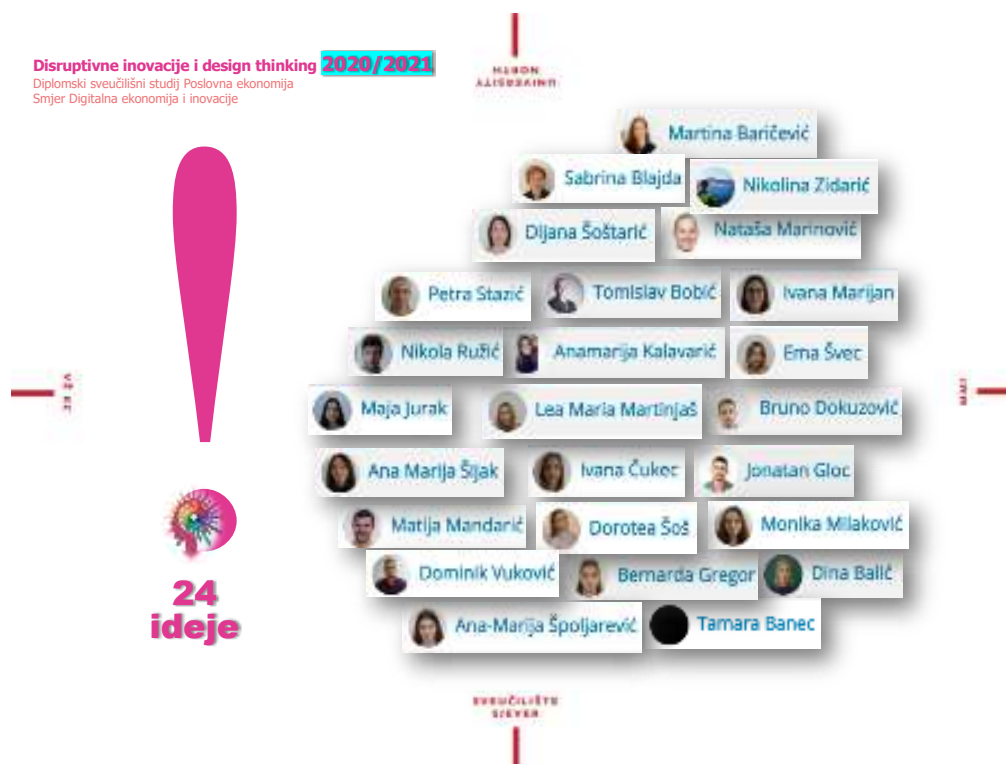 Disruptivne inovacije i design thinking 2020/2021
Diplomski sveučilišni studij Poslovna ekonomija
Smjer Digitalna ekonomija i inovacije
UNIVERSITY
NORTH
Martina Baričević
Sabrina Blajda
Nikolina Zidarić
Dijana Šoštarić
Nataša Marinović
Petra Stazić
Tomislav Bobić
Ivana Marijan
Nikola Ružić
Anamarija Kalavarić
Ema Švec
Maja Jurak
Lea Maria Martinjaš
Bruno Dokuzović
Ana Marija Šijak
Ivana Čukec
Jonatan Gloc
Matija Mandarić
Dorotea Šoš
Monika Milaković
Dominik Vuković
Bernarda Gregor
Dina Balić
Ana-Marija Špoljarević
Tamara Banec
24
ideje
SVEUČILIŠTE
SJEVER